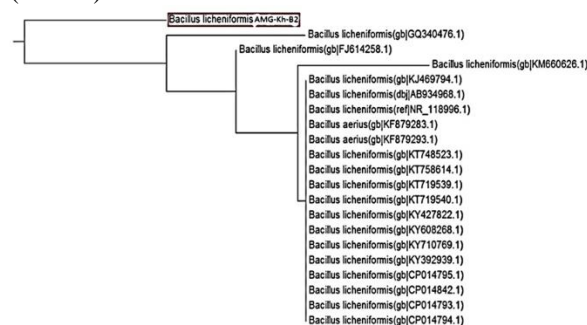 Bacillus licheniformis AMG-Kh-B2
Bacillus licheniformis(gb|GQ340476.1)
Bacillus licheniformis(gb|FJ614258.1)
Bacillus licheniformis(gb|KM660626.1)
Bacillus licheniformis(gb|KJ469794.1)
Bacillus licheniformis(dbj|AB934968.1)
Bacillus licheniformis(ref|NR_118996.1)
Bacillus aerius(gb|KF879283.1)
Bacillus aerius(gb|KF879293.1)
Bacillus licheniformis(gb|KT748523.1)
Bacillus licheniformis(gb|KT758614.1)
Bacillus licheniformis(gb|KT719539.1)
Bacillus licheniformis(gb|KT719540.1)
Bacillus licheniformis(gb|KY427822.1)
Bacillus licheniformis(gb|KY608268.1)
Bacillus licheniformis(gb|KY710769.1)
Bacillus licheniformis(gb|KY392939.1)
Bacillus licheniformis(gb|CP014795.1)
Bacillus licheniformis(gb|CP014842.1)
Bacillus licheniformis(gb|CP014793.1)
Bacillus licheniformis(gb|CP014794.1)